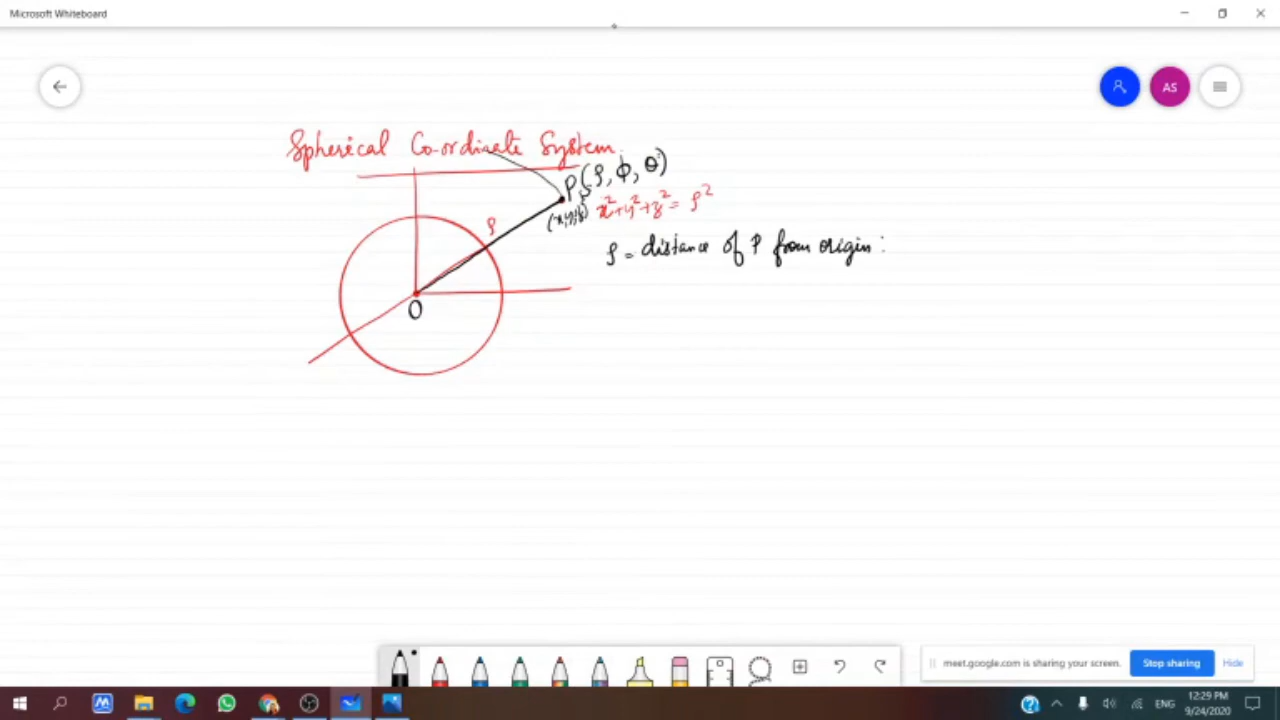 Microsoft Whiteboard
AS
Spherical Co-ordinate System
P(ρ, ϕ, θ)
(x,y,z)
x²+y²+z² = ρ²
ρ
ρ = distance of P from origin :
O
meet.google.com is sharing your screen.
Stop sharing
Hide
ENG
12:29 PM
9/24/2020